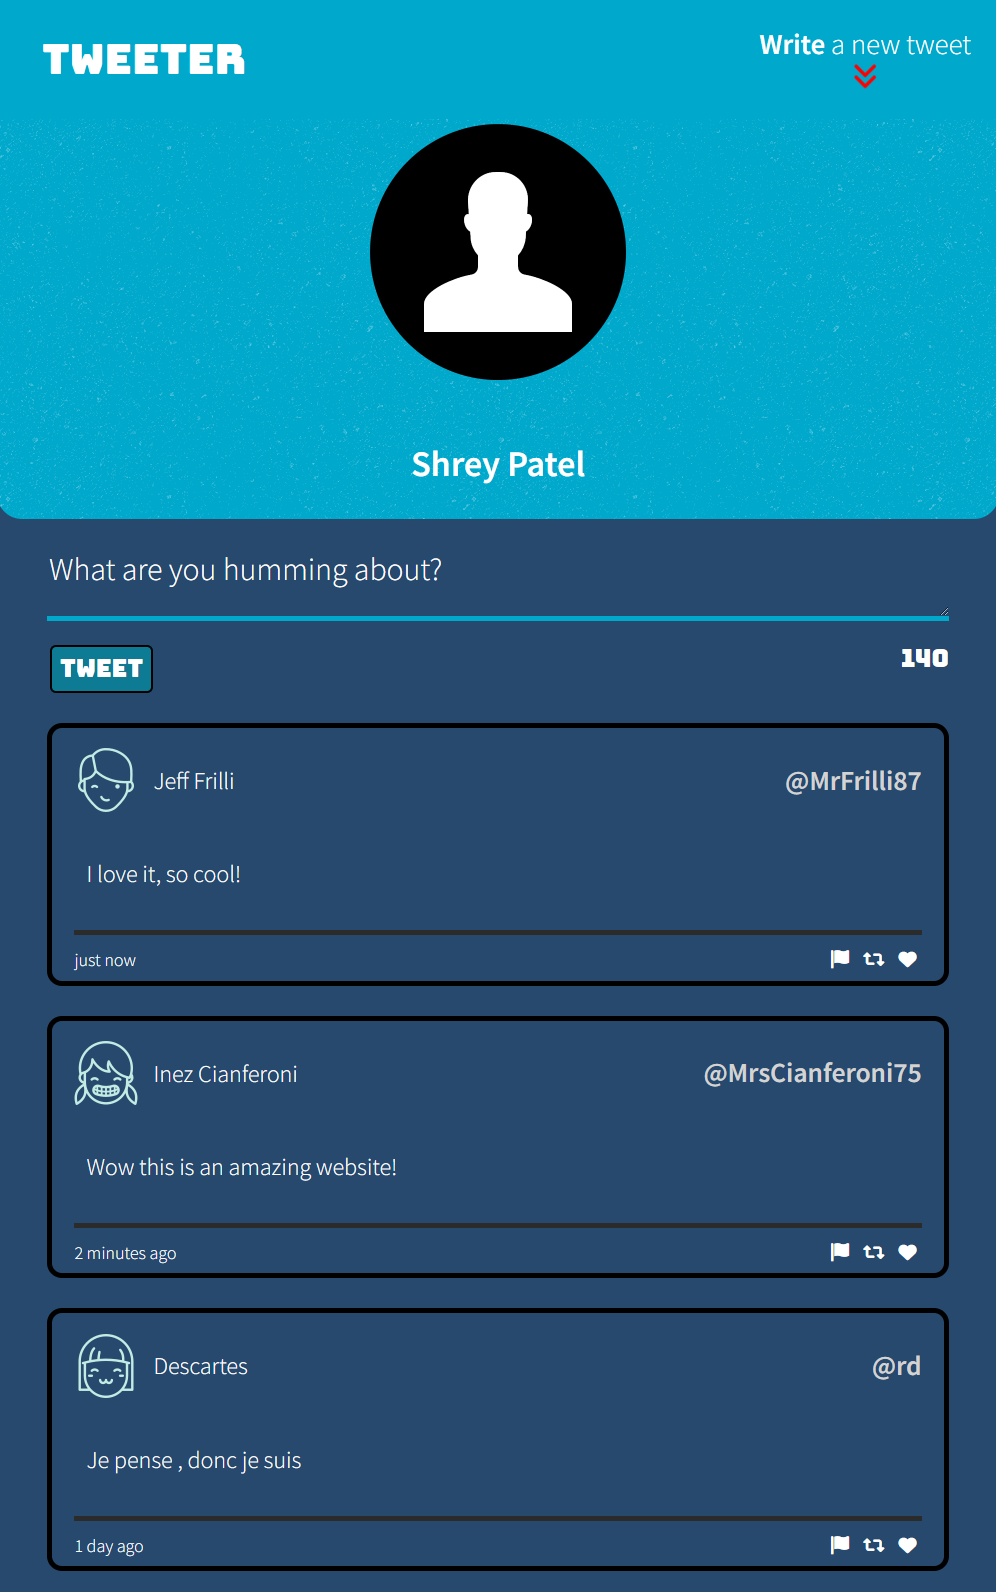 TWEETER
Write a new tweet
Shrey Patel
What are you humming about?
TWEET
140
Jeff Frilli
@MrFrilli87
I love it, so cool!
just now
Inez Cianferoni
@MrsCianferoni75
Wow this is an amazing website!
2 minutes ago
Descartes
@rd
Je pense , donc je suis
1 day ago